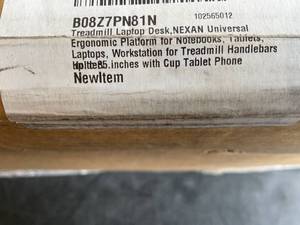 B08Z7PN81N
102565012
Treadmill Laptop Desk,NEXAN Universal
Ergonomic Platform for Notebooks, Tablets,
Laptops, Workstation for Treadmill Handlebars
inches with Cup Tablet Phone
NewItem